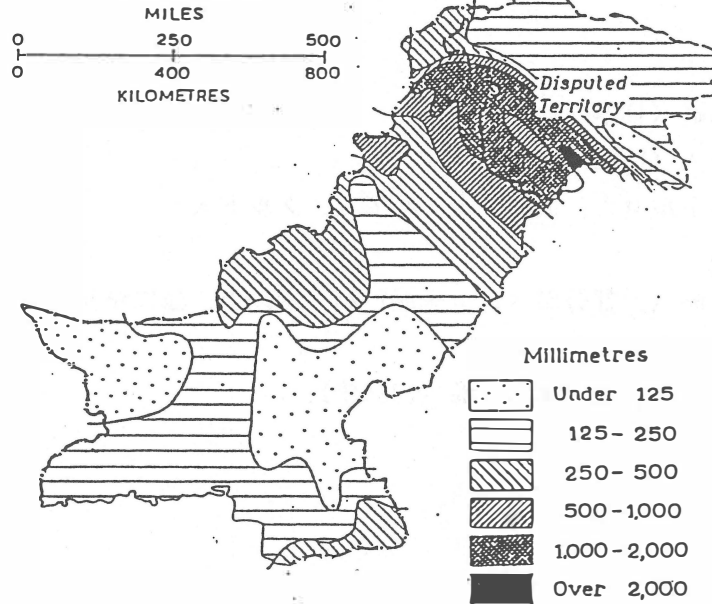 MILES
0 250 500
0 400 800
KILOMETRES
Disputed
Territory
Millimetres
Under 125
125-250
250-500
500-1,000
1,000-2,000
Over 2,000